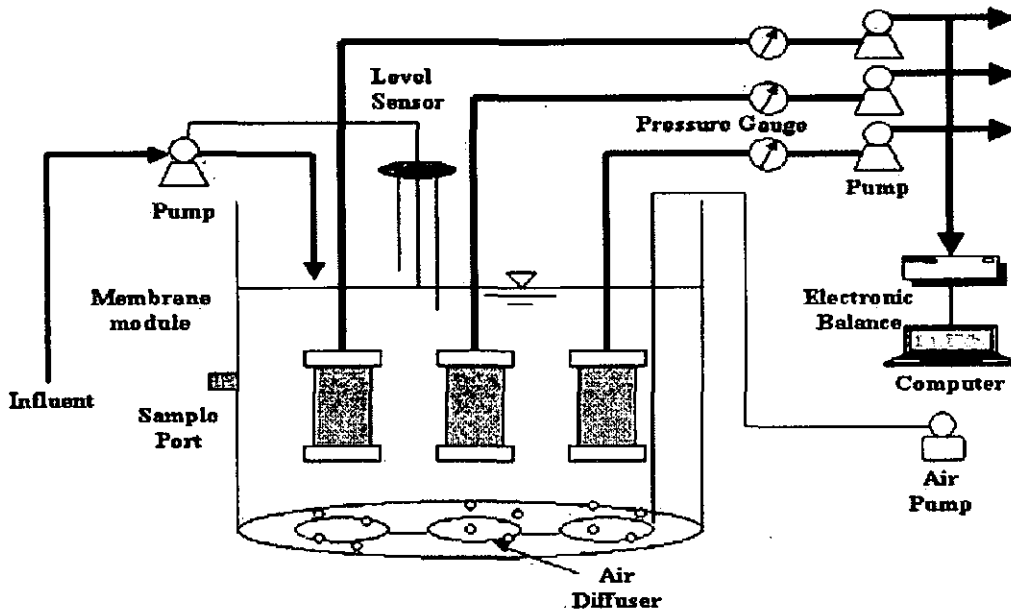 Level
Sensor
Pressure Gauge
Pump
Pump
Membrane
module
Electronic
Balance
Influent
Sample
Port
Computer
Air
Pump
Air
Diffuser